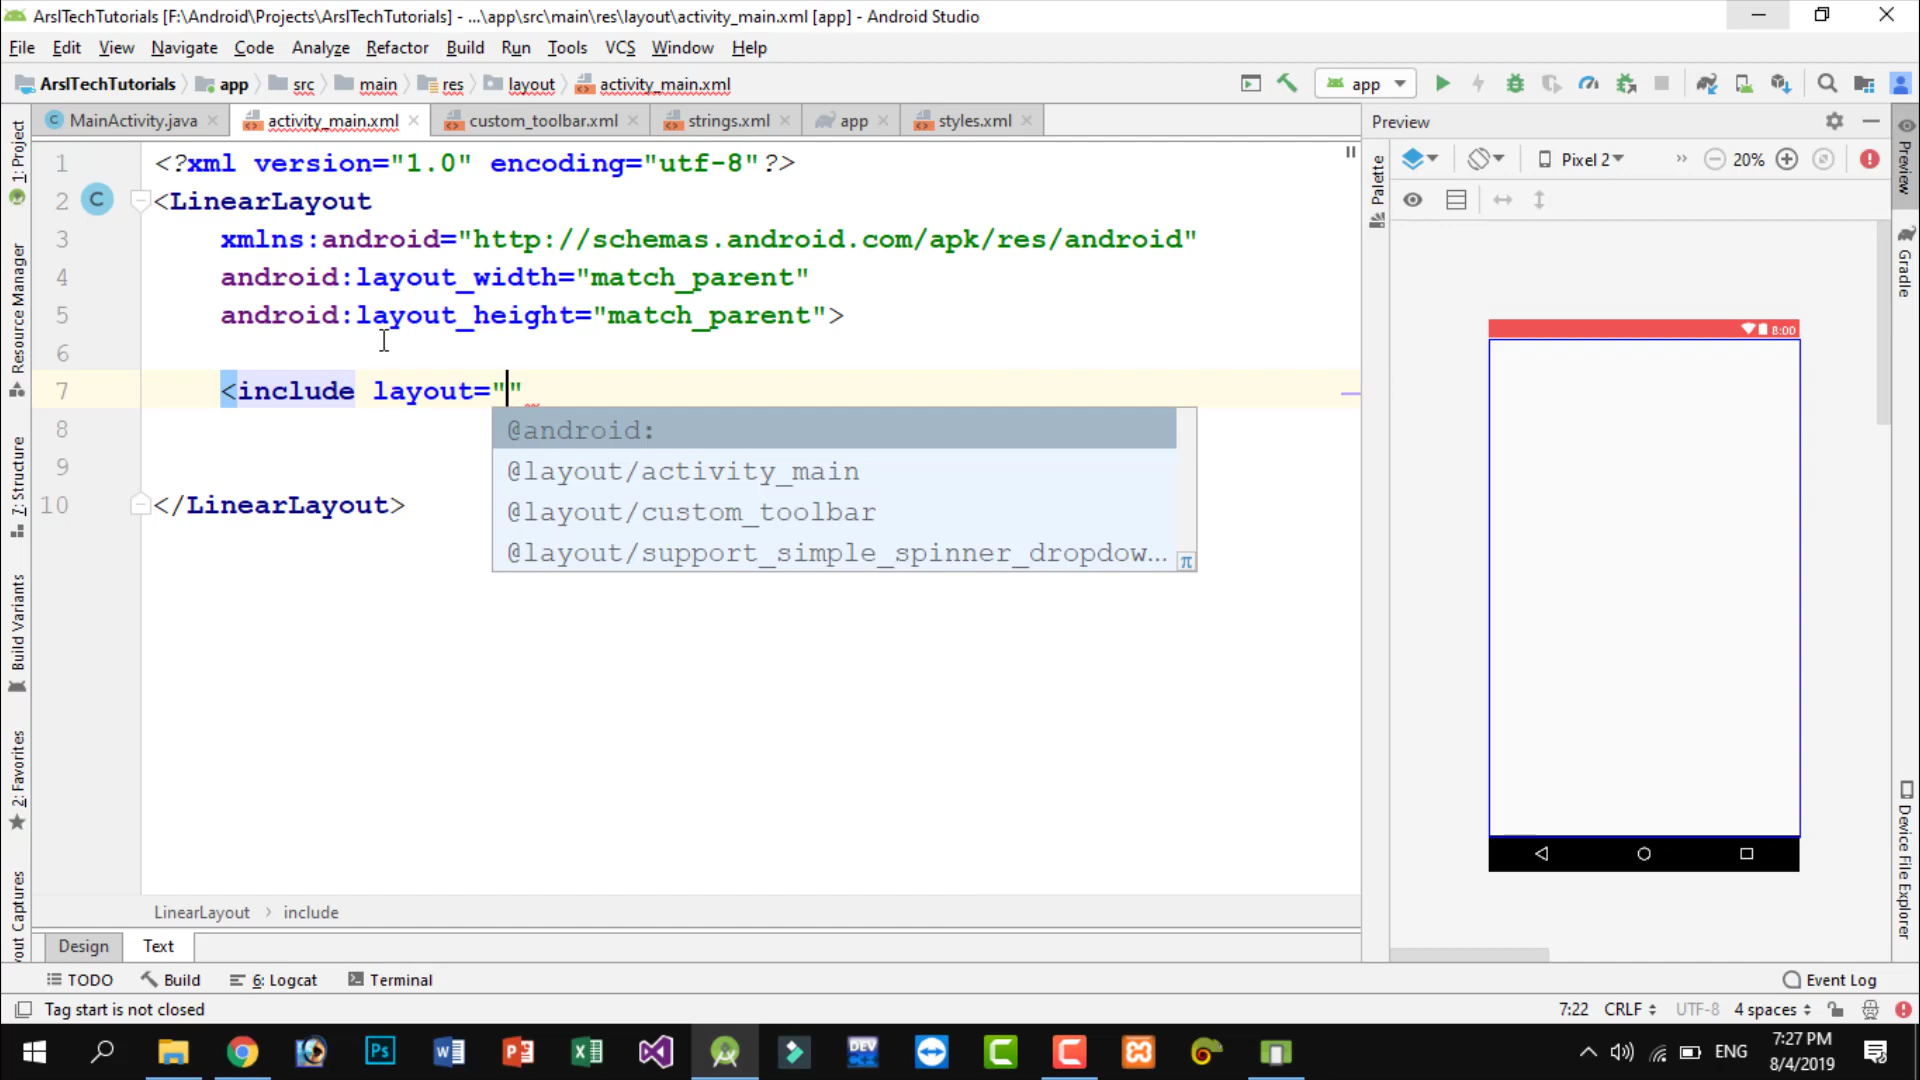 ArslTechTutorials [F:\Android\Projects\ArslTechTutorials] - ...\app\src\main\res\layout\activity_main.xml [app] - Android Studio
File Edit View Navigate Code Analyze Refactor Build Run Tools VCS Window Help
ArslTechTutorials app src main res layout activity_main.xml app
MainActivity.java activity_main.xml custom_toolbar.xml strings.xml app styles.xml
Preview
Pixel 2 20%
1: Project
Resource Manager
7: Structure
Build Variants
2: Favorites
out Captures
1 <?xml version="1.0" encoding="utf-8"?>
2 <LinearLayout
3 xmlns:android="http://schemas.android.com/apk/res/android"
4 android:layout_width="match_parent"
5 android:layout_height="match_parent">
6
7 <include layout=""
8
9
10 </LinearLayout>
@android:
@layout/activity_main
@layout/custom_toolbar
@layout/support_simple_spinner_dropdow...
π
Palette
8:00
Preview
Gradle
Device File Explorer
LinearLayout > include
Design Text
TODO Build 6: Logcat Terminal Event Log
Tag start is not closed 7:22 CRLF UTF-8 4 spaces
Ps
DEV
ENG
7:27 PM
8/4/2019